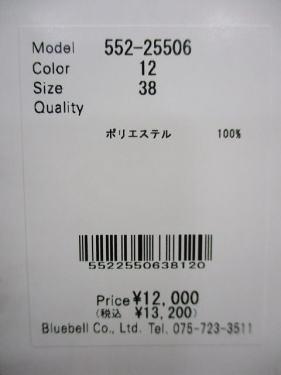 Model 552-25506
Color 12
Size 38
Quality
ポリエステル 100%
5522550638120
Price ¥12,000
(税込 ¥13,200)
Bluebell Co., Ltd. Tel. 075-723-3511